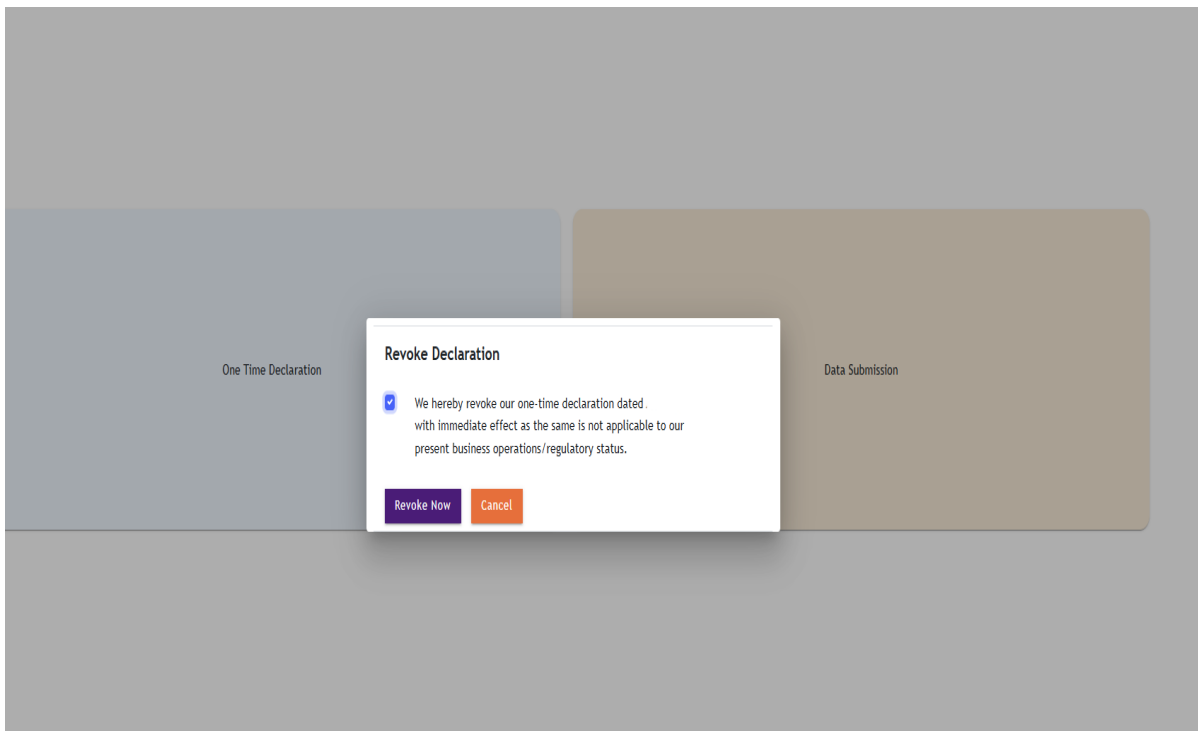 Revoke Declaration
One Time Declaration
Data Submission
We hereby revoke our one-time declaration dated .
with immediate effect as the same is not applicable to our
present business operations/regulatory status.
Revoke Now
Cancel